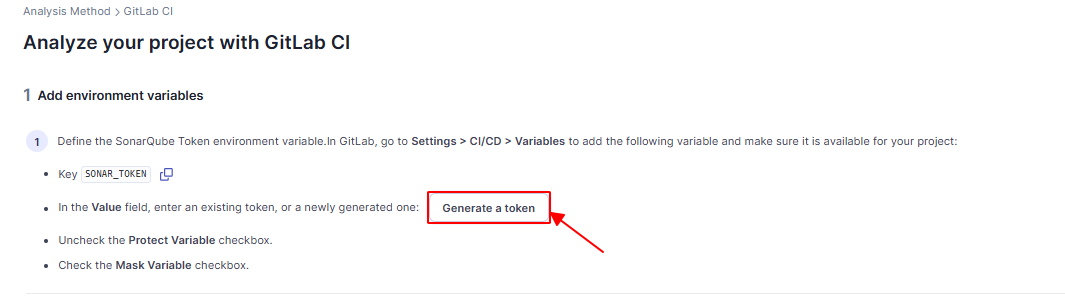 Analysis Method > GitLab CI
Analyze your project with GitLab CI
1 Add environment variables
1 Define the SonarQube Token environment variable.In GitLab, go to Settings > CI/CD > Variables to add the following variable and make sure it is available for your project:
• Key SONAR_TOKEN
• In the Value field, enter an existing token, or a newly generated one: Generate a token
• Uncheck the Protect Variable checkbox.
• Check the Mask Variable checkbox.